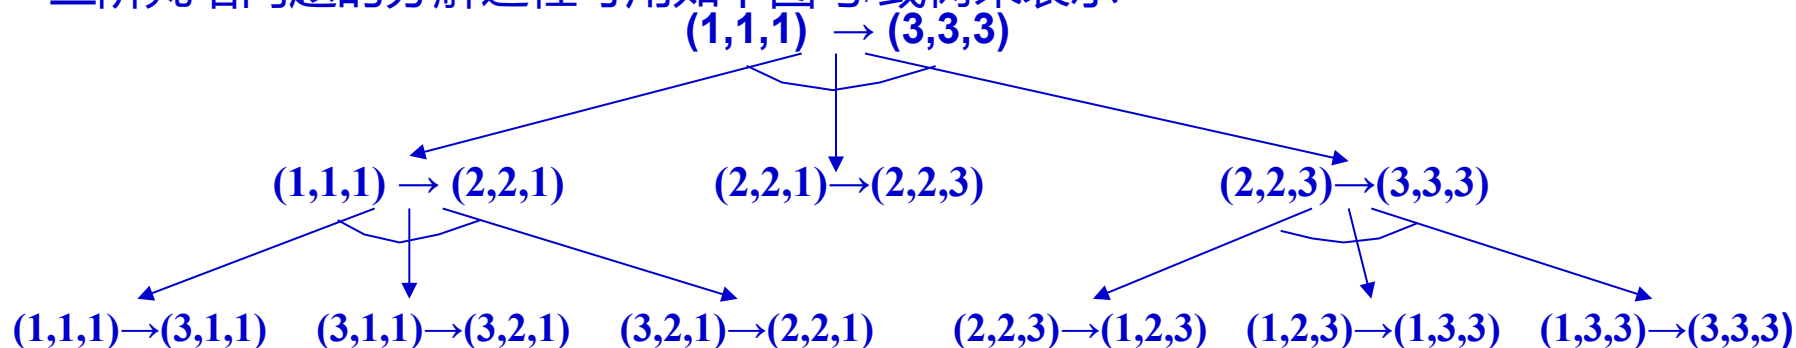 (1,1,1) → (3,3,3)
(1,1,1) → (2,2,1) (2,2,1)→(2,2,3) (2,2,3)→(3,3,3)
(1,1,1)→(3,1,1) (3,1,1)→(3,2,1) (3,2,1)→(2,2,1) (2,2,3)→(1,2,3) (1,2,3)→(1,3,3) (1,3,3)→(3,3,3)